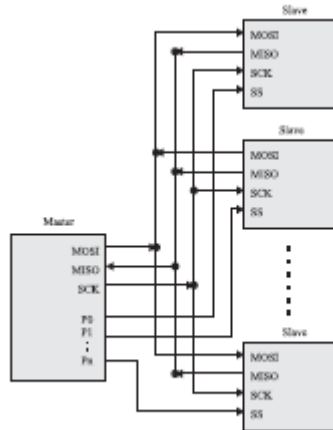 Slave
MOSI
MISO
SCK
SS
Slave
MOSI
MISO
SCK
SS
Master
MOSI
MISO
SCK
P0
P1
Pn
Slave
MOSI
MISO
SCK
SS